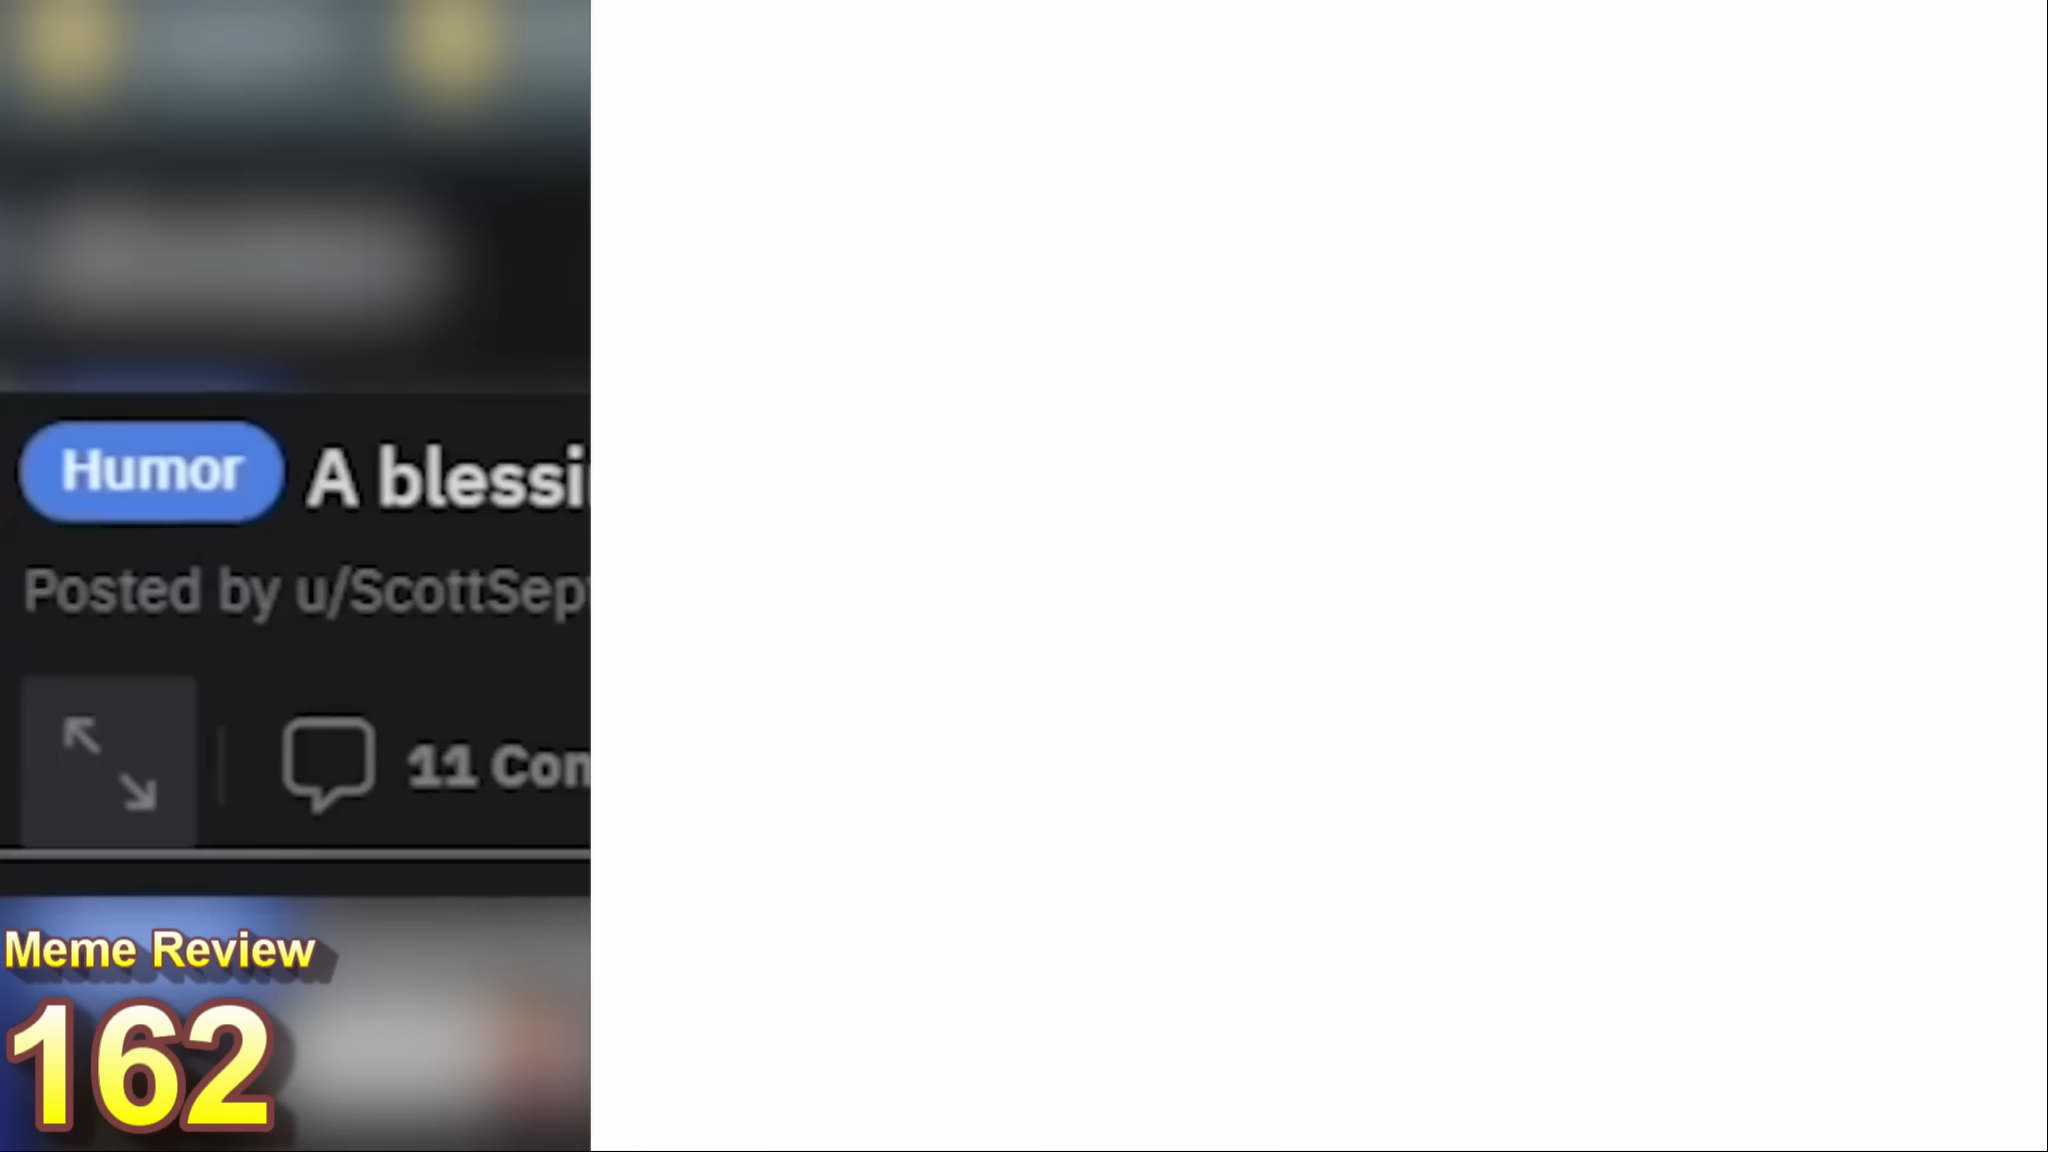 Humor A blessi
Posted by u/ScottSep
11 Con
Meme Review
162